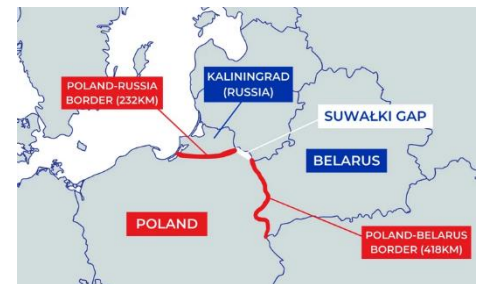 POLAND-RUSSIA
BORDER (232KM)
KALININGRAD
(RUSSIA)
SUWAŁKI GAP
BELARUS
POLAND
POLAND-BELARUS
BORDER (418KM)